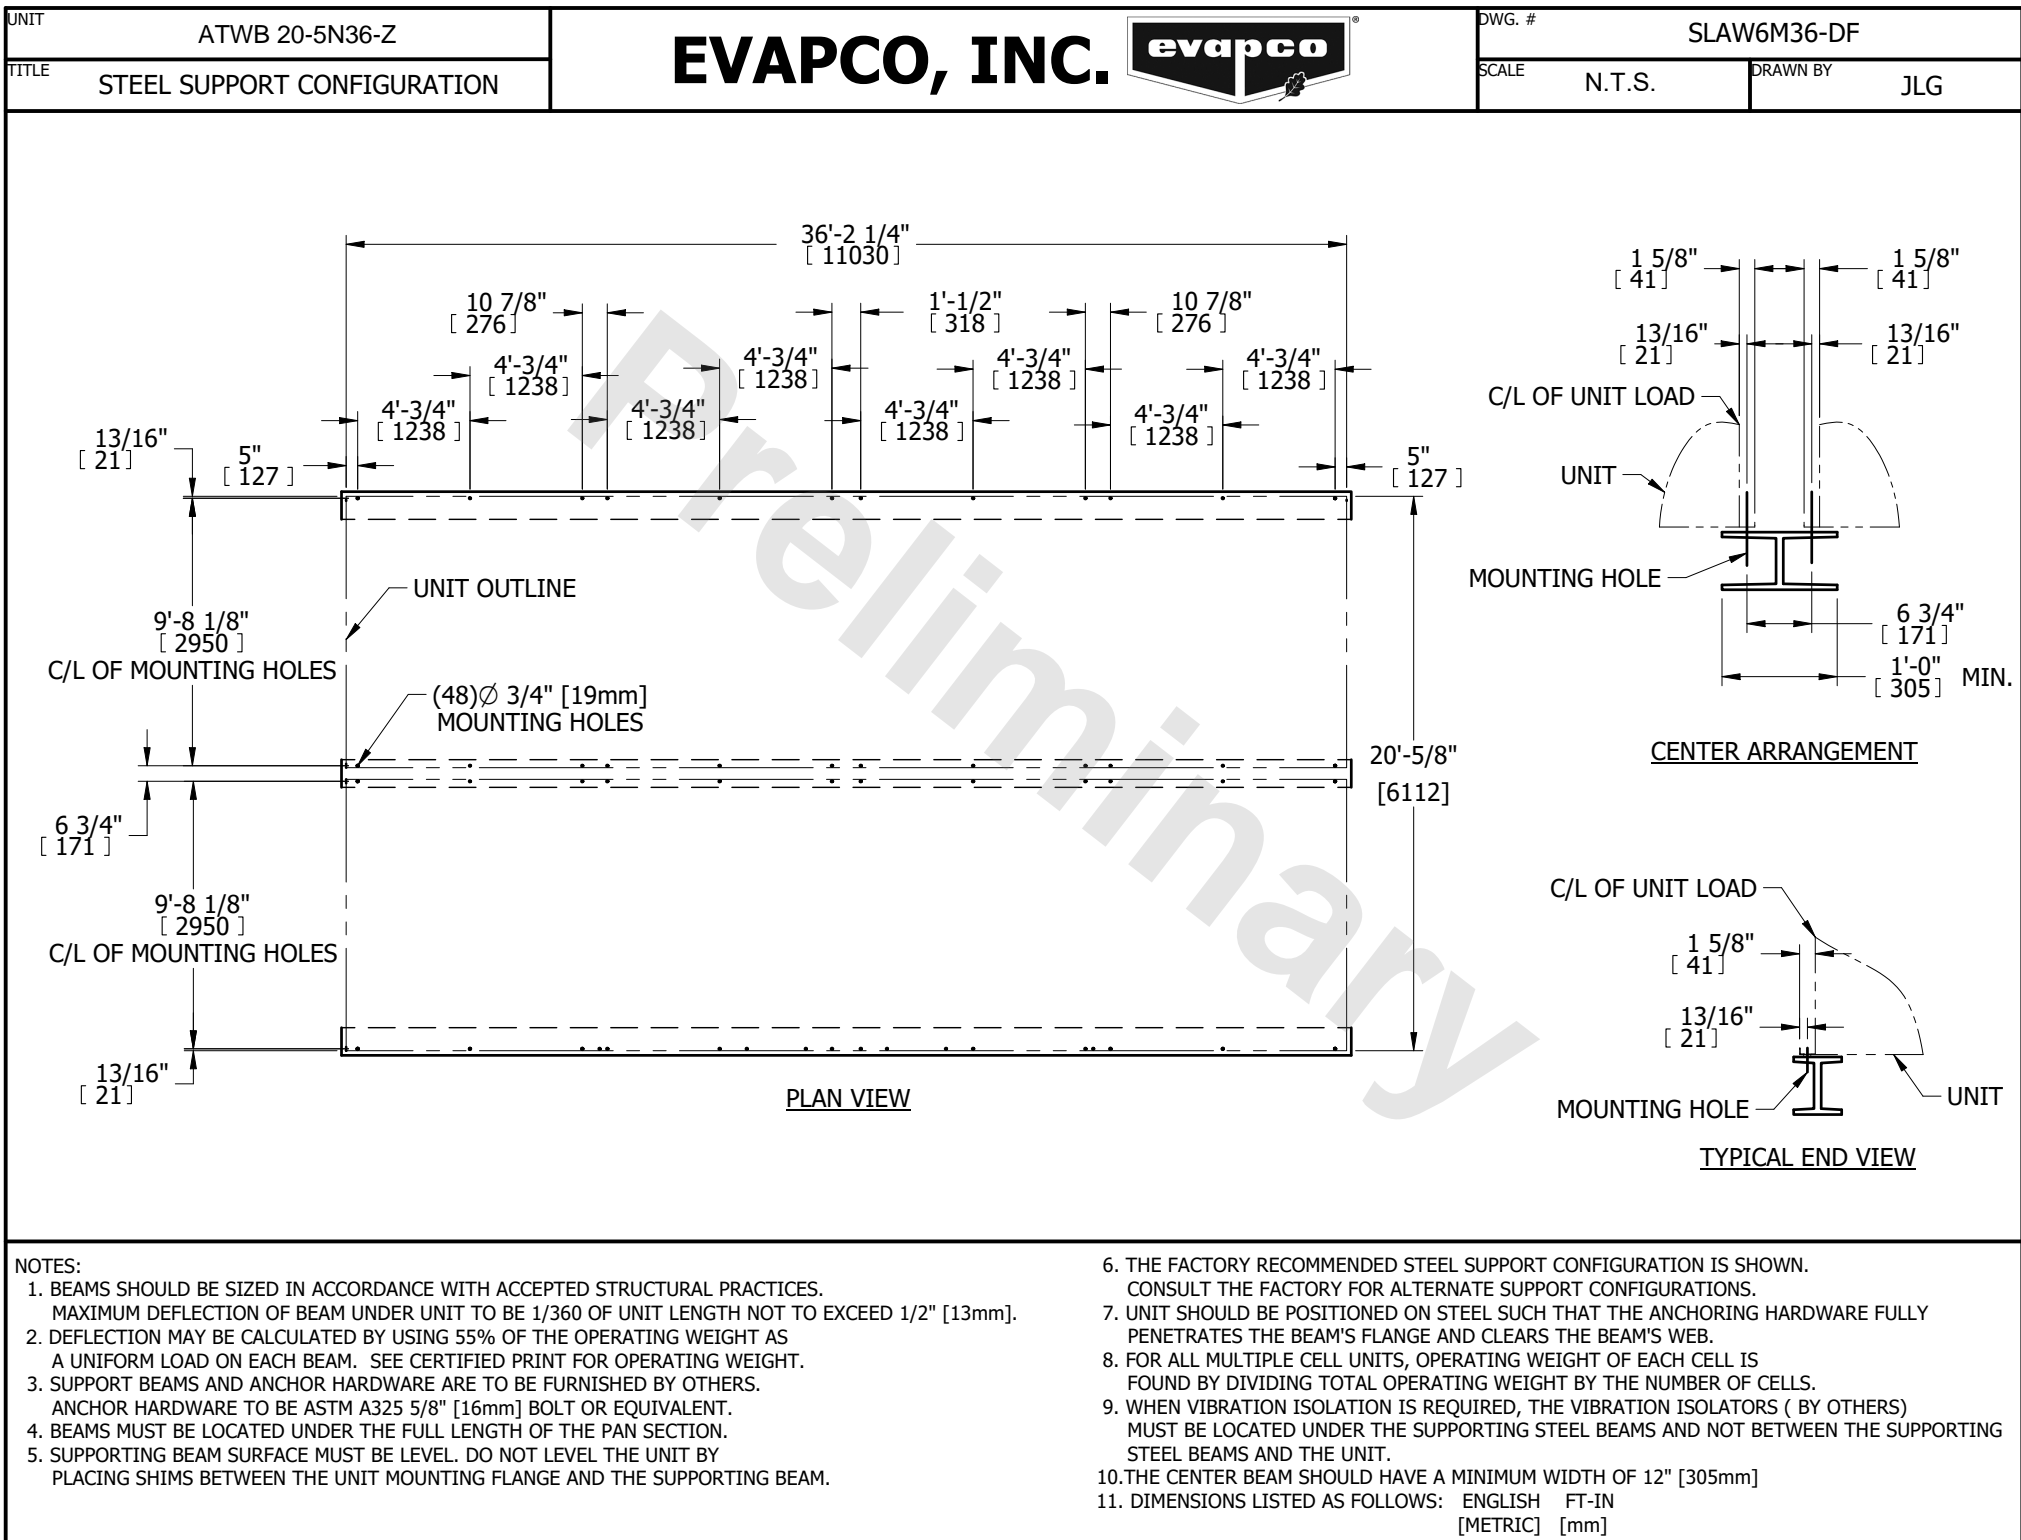 UNIT
ATWB 20-5N36-Z
TITLE
STEEL SUPPORT CONFIGURATION
EVAPCO, INC.
evapco
®
DWG. #
SLAW6M36-DF
SCALE
N.T.S.
DRAWN BY
JLG
36'-2 1/4"
[ 11030 ]
10 7/8"
[ 276 ]
1'-1/2"
[ 318 ]
10 7/8"
[ 276 ]
4'-3/4"
[ 1238 ]
4'-3/4"
[ 1238 ]
4'-3/4"
[ 1238 ]
4'-3/4"
[ 1238 ]
4'-3/4"
[ 1238 ]
4'-3/4"
[ 1238 ]
4'-3/4"
[ 1238 ]
4'-3/4"
[ 1238 ]
13/16"
[ 21 ]
5"
[ 127 ]
5"
[ 127 ]
UNIT OUTLINE
9'-8 1/8"
[ 2950 ]
C/L OF MOUNTING HOLES
(48)Ø 3/4" [19mm]
MOUNTING HOLES
20'-5/8"
[6112]
6 3/4"
[ 171 ]
9'-8 1/8"
[ 2950 ]
C/L OF MOUNTING HOLES
13/16"
[ 21 ]
PLAN VIEW
Preliminary
1 5/8"
[ 41 ]
1 5/8"
[ 41 ]
13/16"
[ 21 ]
13/16"
[ 21 ]
C/L OF UNIT LOAD
UNIT
MOUNTING HOLE
6 3/4"
[ 171 ]
1'-0"
[ 305 ] MIN.
CENTER ARRANGEMENT
C/L OF UNIT LOAD
1 5/8"
[ 41 ]
13/16"
[ 21 ]
MOUNTING HOLE
UNIT
TYPICAL END VIEW
NOTES:
1. BEAMS SHOULD BE SIZED IN ACCORDANCE WITH ACCEPTED STRUCTURAL PRACTICES.
MAXIMUM DEFLECTION OF BEAM UNDER UNIT TO BE 1/360 OF UNIT LENGTH NOT TO EXCEED 1/2" [13mm].
2. DEFLECTION MAY BE CALCULATED BY USING 55% OF THE OPERATING WEIGHT AS
A UNIFORM LOAD ON EACH BEAM. SEE CERTIFIED PRINT FOR OPERATING WEIGHT.
3. SUPPORT BEAMS AND ANCHOR HARDWARE ARE TO BE FURNISHED BY OTHERS.
ANCHOR HARDWARE TO BE ASTM A325 5/8" [16mm] BOLT OR EQUIVALENT.
4. BEAMS MUST BE LOCATED UNDER THE FULL LENGTH OF THE PAN SECTION.
5. SUPPORTING BEAM SURFACE MUST BE LEVEL. DO NOT LEVEL THE UNIT BY
PLACING SHIMS BETWEEN THE UNIT MOUNTING FLANGE AND THE SUPPORTING BEAM.
6. THE FACTORY RECOMMENDED STEEL SUPPORT CONFIGURATION IS SHOWN.
CONSULT THE FACTORY FOR ALTERNATE SUPPORT CONFIGURATIONS.
7. UNIT SHOULD BE POSITIONED ON STEEL SUCH THAT THE ANCHORING HARDWARE FULLY
PENETRATES THE BEAM'S FLANGE AND CLEARS THE BEAM'S WEB.
8. FOR ALL MULTIPLE CELL UNITS, OPERATING WEIGHT OF EACH CELL IS
FOUND BY DIVIDING TOTAL OPERATING WEIGHT BY THE NUMBER OF CELLS.
9. WHEN VIBRATION ISOLATION IS REQUIRED, THE VIBRATION ISOLATORS ( BY OTHERS)
MUST BE LOCATED UNDER THE SUPPORTING STEEL BEAMS AND NOT BETWEEN THE SUPPORTING
STEEL BEAMS AND THE UNIT.
10.THE CENTER BEAM SHOULD HAVE A MINIMUM WIDTH OF 12" [305mm]
11. DIMENSIONS LISTED AS FOLLOWS: ENGLISH FT-IN
[METRIC] [mm]